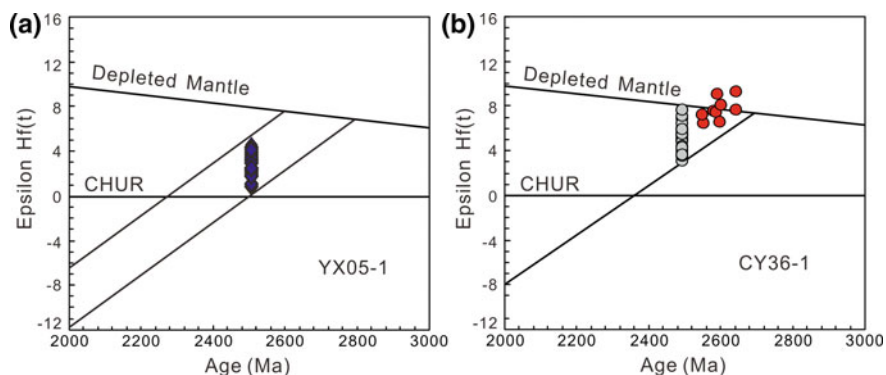 (a)
16
12
8
4
0
-4
-8
-12
Epsilon Hf(t)
Depleted Mantle
CHUR
YX05-1
2000 2200 2400 2600 2800 3000
Age (Ma)
(b)
16
12
8
4
0
-4
-8
-12
Epsilon Hf(t)
Depleted Mantle
CHUR
CY36-1
2000 2200 2400 2600 2800 3000
Age (Ma)